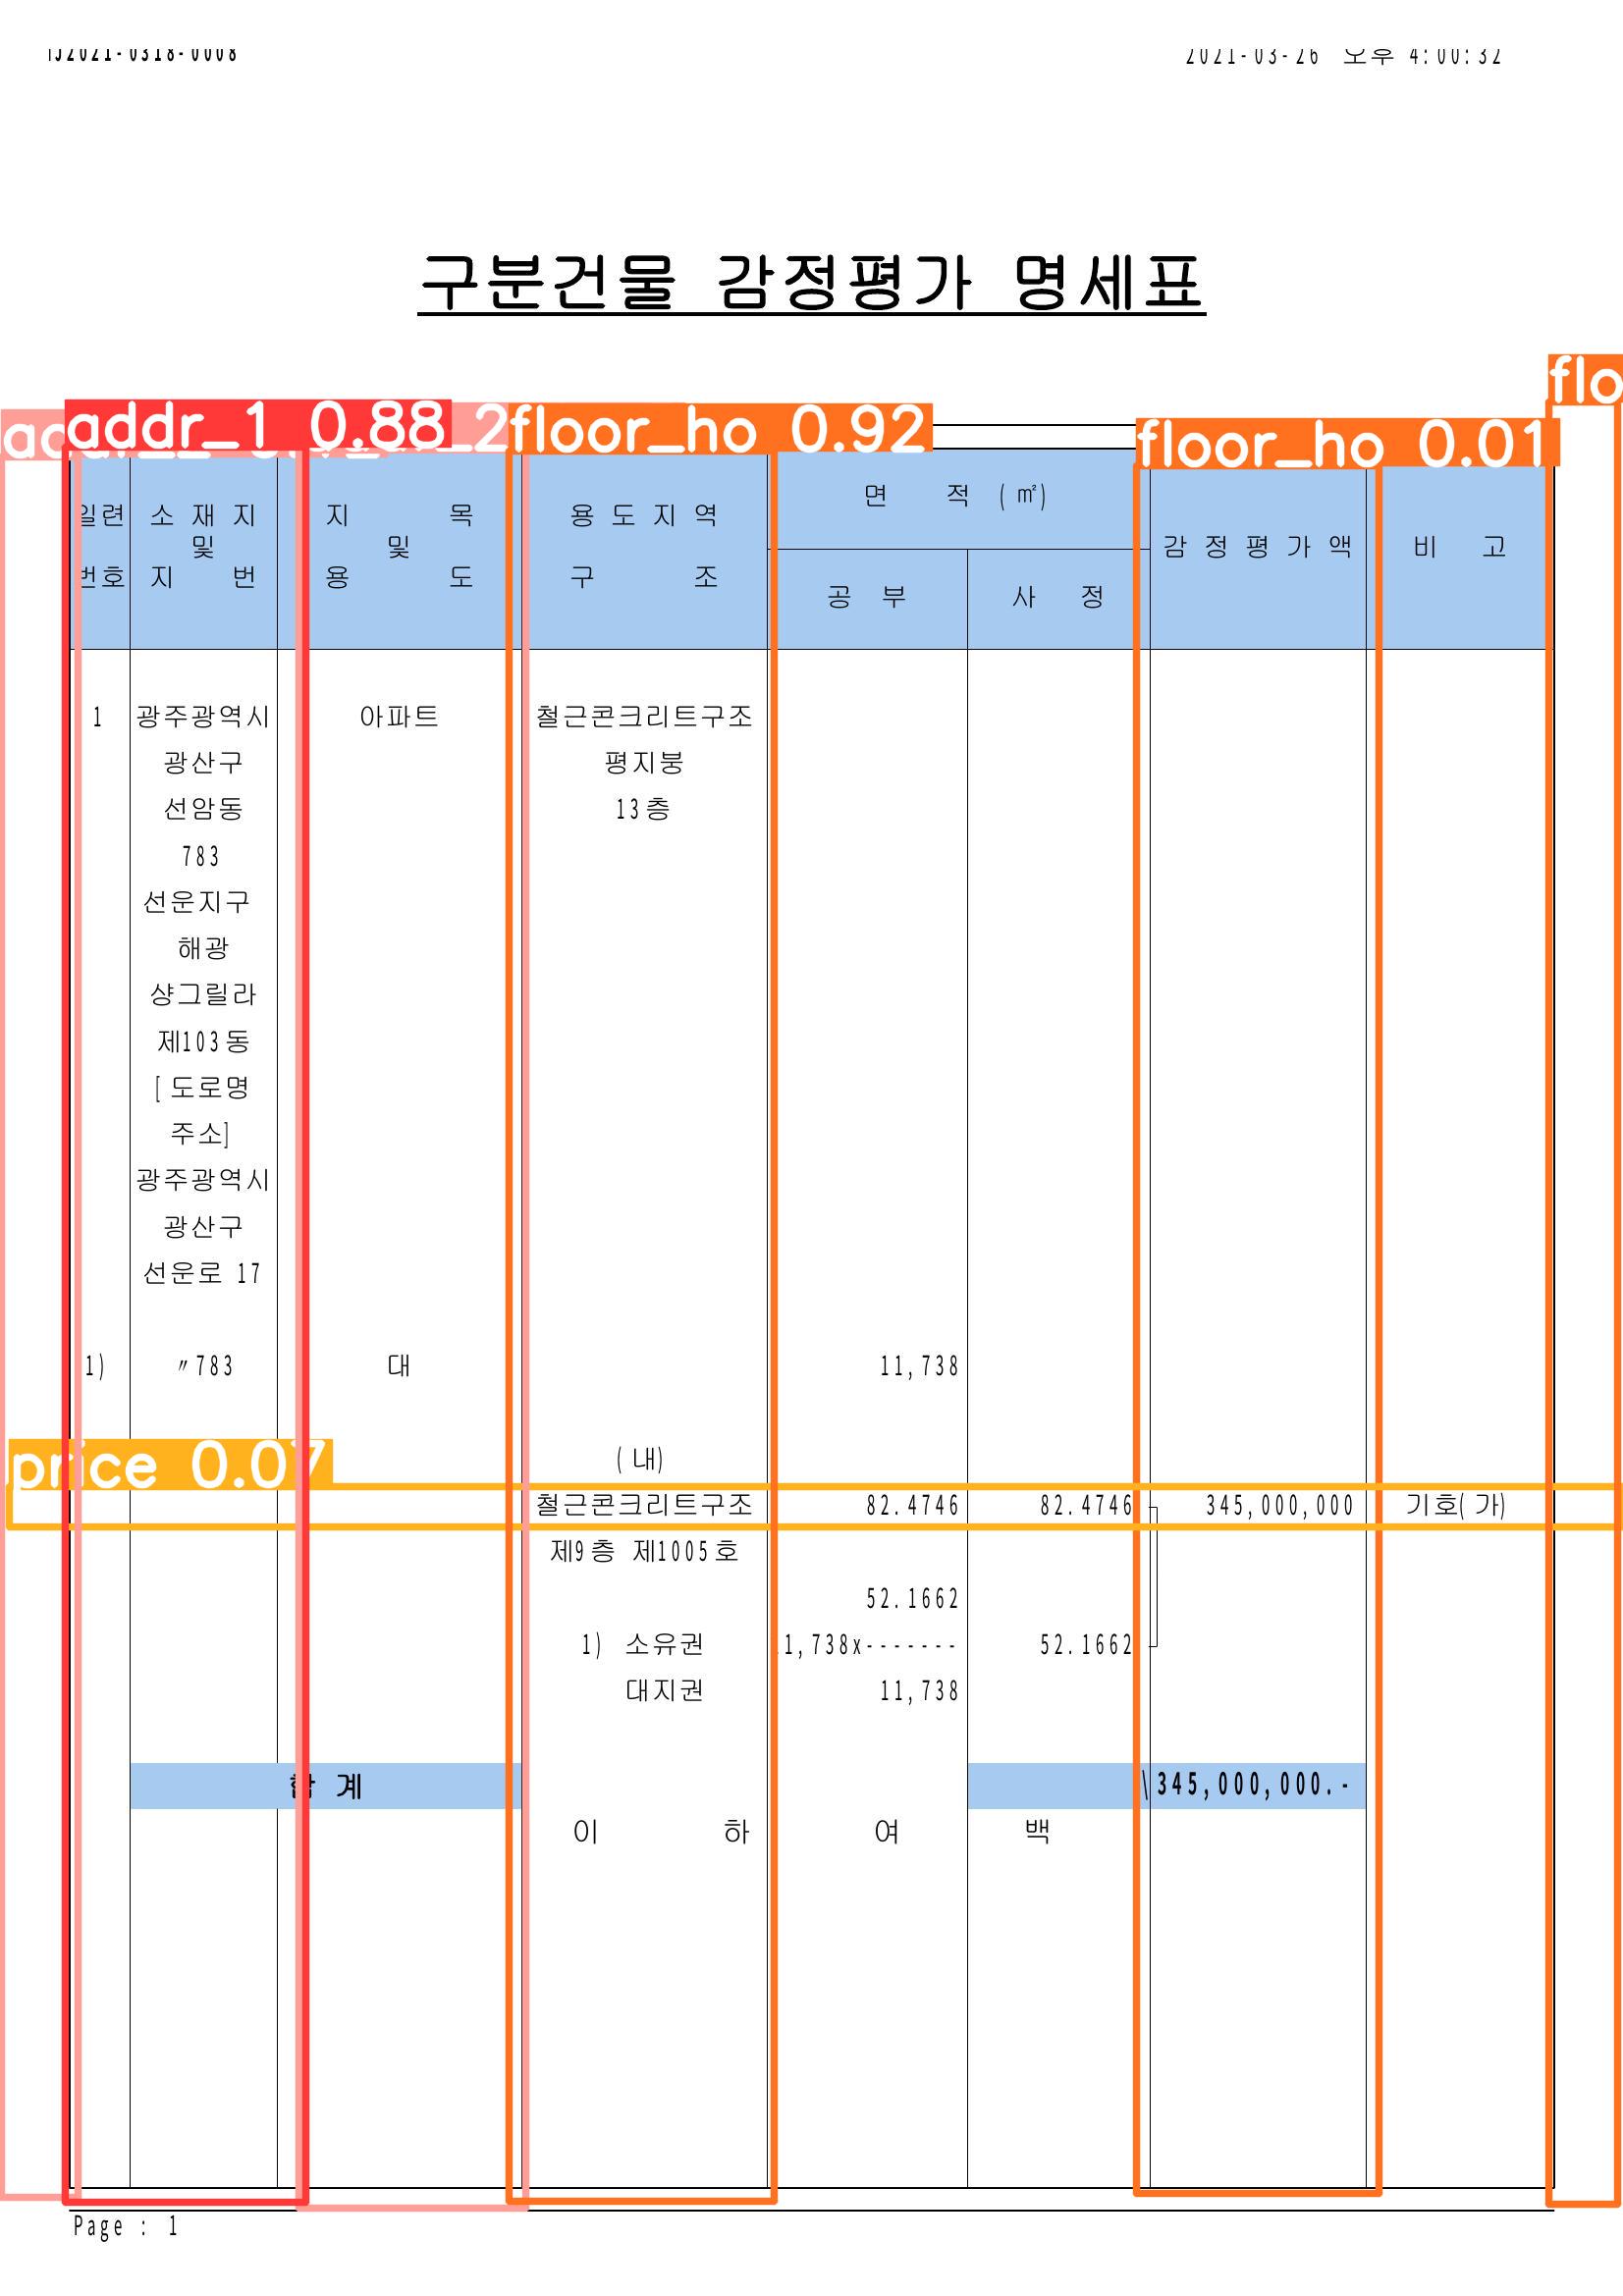 2021-03-18-0008
2021-03-26 오후 4:00:32
구분건물 감정평가 명세표
addr_1 0.88
floor_ho 0.92
floor_ho 0.01
flo
일련 번호
소재지 및 지번
지목 및 용도
용도지역 구조
면 적 (㎡)
공 부
사 정
감정평가액
비 고
1 광주광역시 아파트 철근콘크리트구조
광산구 평지붕
선암동 13층
783
선운지구
해광
샹그릴라
제103동
[도로명
주소]
광주광역시
광산구
선운로 17
1) 〃783 대 11,738
(내)
price 0.07
철근콘크리트구조 82.4746 82.4746 345,000,000 기호(가)
제9층 제1005호
52.1662
1) 소유권 1,738x------- 52.1662
대지권 11,738
합 계 \345,000,000.-
이 하 여 백
Page : 1